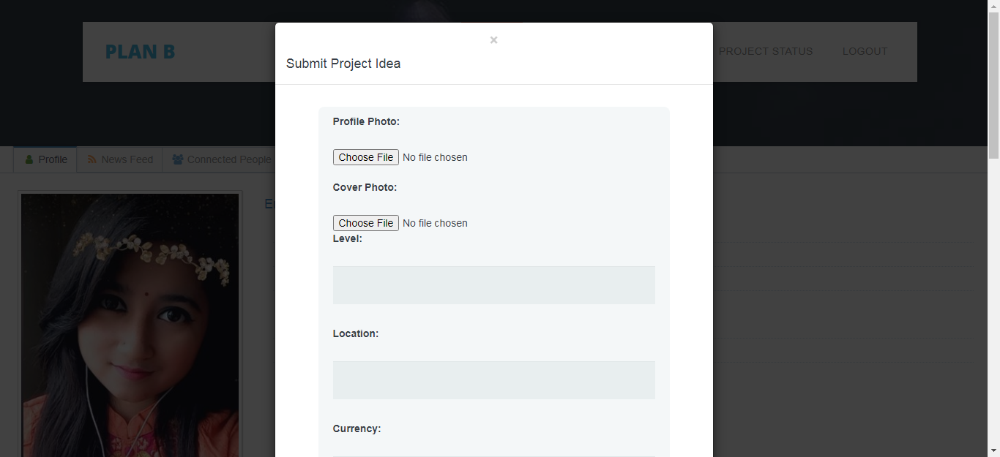 PLAN B
PROJECT STATUS
LOGOUT
×
Submit Project Idea
Profile
News Feed
Connected People
Profile Photo:
Choose File No file chosen
Cover Photo:
Choose File No file chosen
Level:
Location:
Currency: